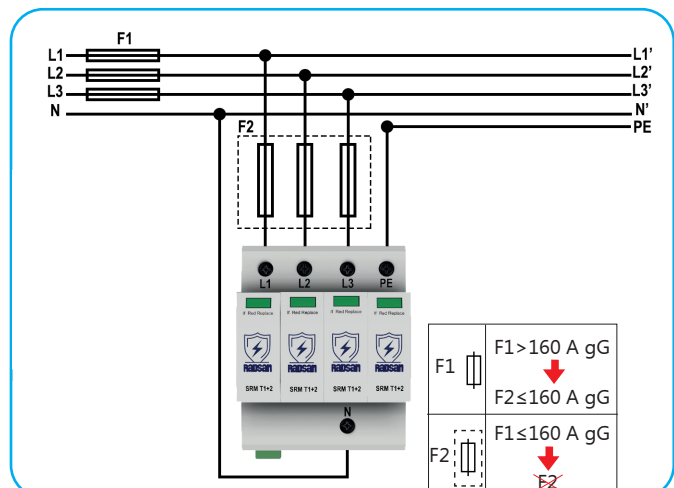 F1
L1 L1'
L2 L2'
L3 L3'
N N'
PE
F2
L1 L2 L3 PE
If Red Replace If Red Replace If Red Replace If Red Replace
RADSAN RADSAN RADSAN RADSAN
SRM T1+2 SRM T1+2 SRM T1+2 SRM T1+2
N
F1 F1>160 A gG
F2≤160 A gG
F2 F1≤160 A gG
F2